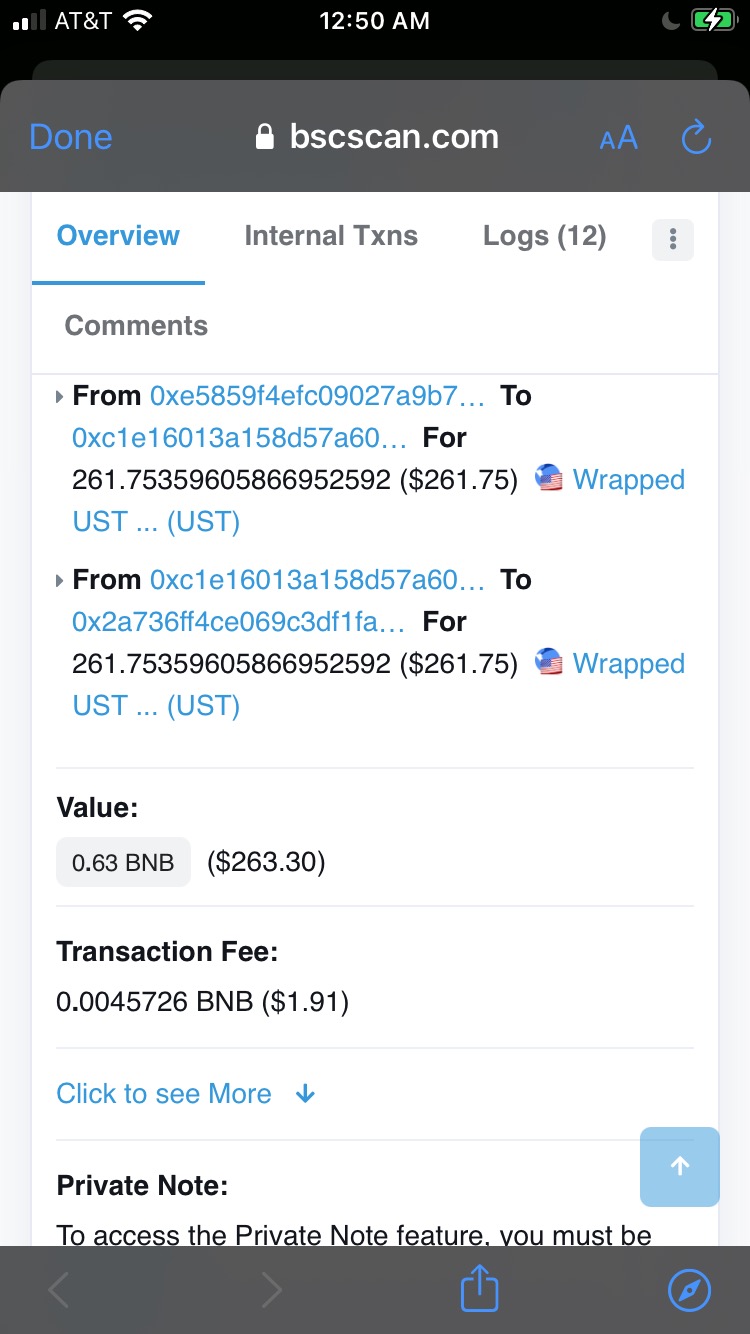 AT&T 12:50 AM
Done bscscan.com AA
Overview Internal Txns Logs (12)
Comments
From 0xe5859f4efc09027a9b7... To
0xc1e16013a158d57a60... For
261.75359605866952592 ($261.75) Wrapped
UST ... (UST)
From 0xc1e16013a158d57a60... To
0x2a736ff4ce069c3df1fa... For
261.75359605866952592 ($261.75) Wrapped
UST ... (UST)
Value:
0.63 BNB ($263.30)
Transaction Fee:
0.0045726 BNB ($1.91)
Click to see More
Private Note:
To access the Private Note feature, you must be